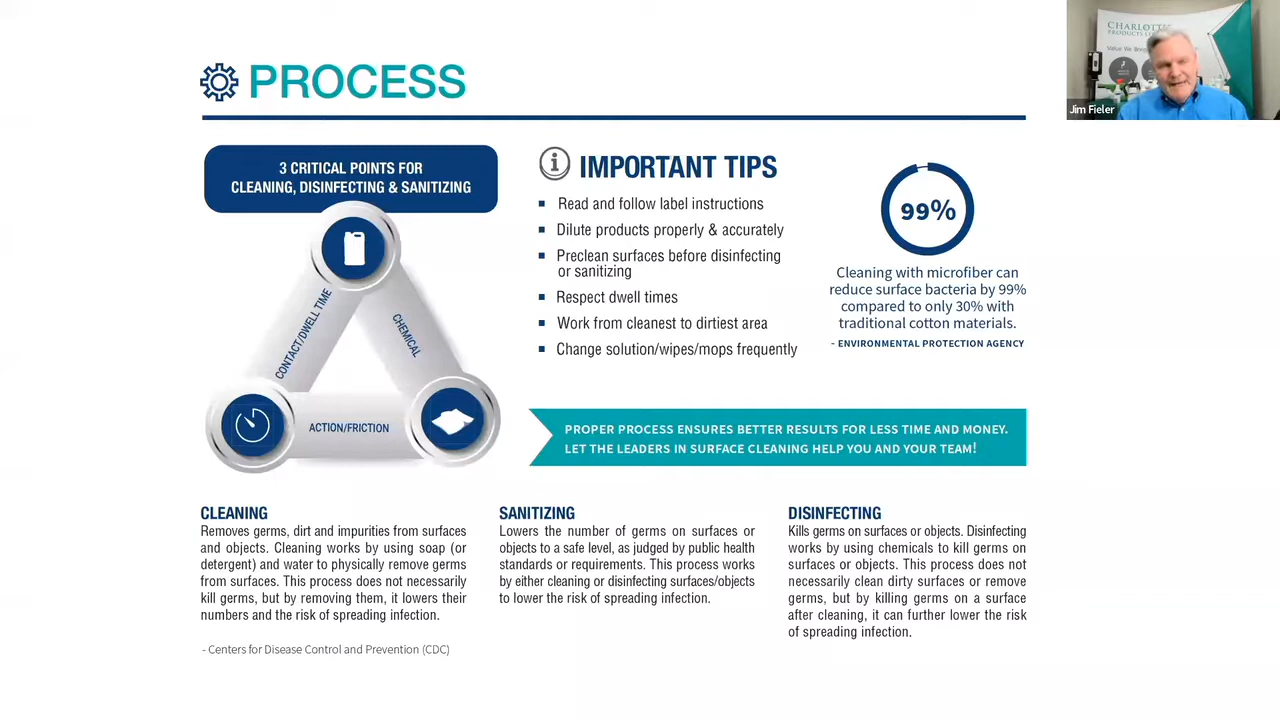 PROCESS
3 CRITICAL POINTS FOR
CLEANING, DISINFECTING & SANITIZING
CONTACT/DWELL TIME
CHEMICAL
ACTION/FRICTION
IMPORTANT TIPS
Read and follow label instructions
Dilute products properly & accurately
Preclean surfaces before disinfecting
or sanitizing
Respect dwell times
Work from cleanest to dirtiest area
Change solution/wipes/mops frequently
99%
Cleaning with microfiber can
reduce surface bacteria by 99%
compared to only 30% with
traditional cotton materials.
- ENVIRONMENTAL PROTECTION AGENCY
PROPER PROCESS ENSURES BETTER RESULTS FOR LESS TIME AND MONEY.
LET THE LEADERS IN SURFACE CLEANING HELP YOU AND YOUR TEAM!
CLEANING
Removes germs, dirt and impurities from surfaces
and objects. Cleaning works by using soap (or
detergent) and water to physically remove germs
from surfaces. This process does not necessarily
kill germs, but by removing them, it lowers their
numbers and the risk of spreading infection.
- Centers for Disease Control and Prevention (CDC)
SANITIZING
Lowers the number of germs on surfaces or
objects to a safe level, as judged by public health
standards or requirements. This process works
by either cleaning or disinfecting surfaces/objects
to lower the risk of spreading infection.
DISINFECTING
Kills germs on surfaces or objects. Disinfecting
works by using chemicals to kill germs on
surfaces or objects. This process does not
necessarily clean dirty surfaces or remove
germs, but by killing germs on a surface
after cleaning, it can further lower the risk
of spreading infection.
CHARLOTTE
PRODUCTS
Value We
Jim Fieler